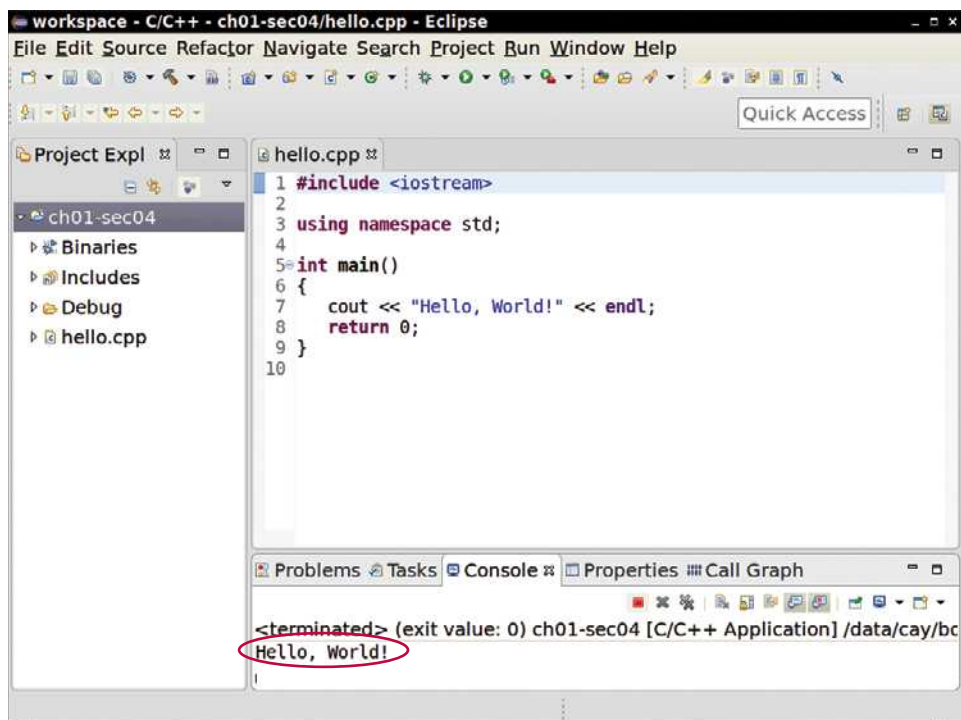 workspace - C/C++ - ch01-sec04/hello.cpp - Eclipse
File Edit Source Refactor Navigate Search Project Run Window Help
Quick Access
Project Expl
hello.cpp
ch01-sec04
Binaries
Includes
Debug
hello.cpp
1 #include <iostream>
2
3 using namespace std;
4
5 int main()
6 {
7 cout << "Hello, World!" << endl;
8 return 0;
9 }
10
Problems Tasks Console Properties Call Graph
<terminated> (exit value: 0) ch01-sec04 [C/C++ Application] /data/cay/bo
Hello, World!